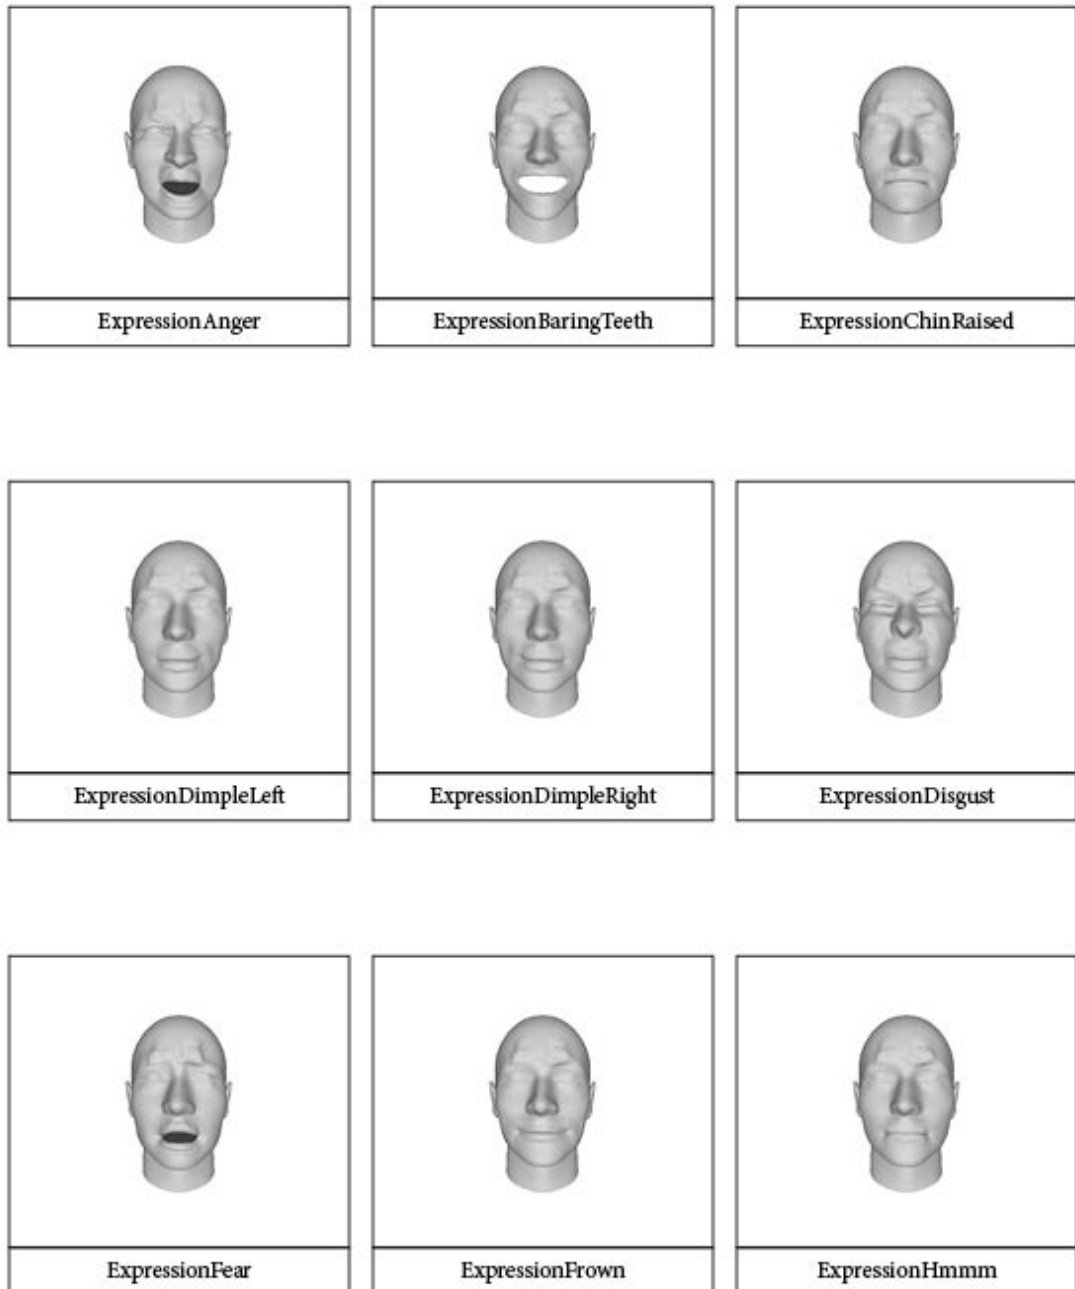 ExpressionAnger
ExpressionBaringTeeth
ExpressionChinRaised
ExpressionDimpleLeft
ExpressionDimpleRight
ExpressionDisgust
ExpressionFear
ExpressionFrown
ExpressionHmmm